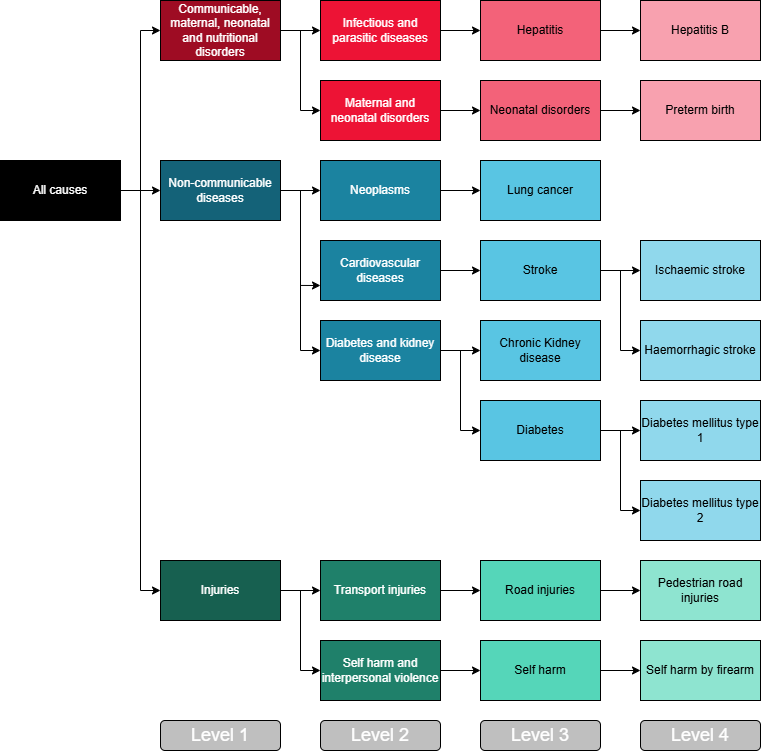 Communicable,
maternal, neonatal
and nutritional
disorders
Infectious and
parasitic diseases
Hepatitis
Hepatitis B
Maternal and
neonatal disorders
Neonatal disorders
Preterm birth
All causes
Non-communicable
diseases
Neoplasms
Lung cancer
Cardiovascular
diseases
Stroke
Ischaemic stroke
Diabetes and kidney
disease
Chronic Kidney
disease
Haemorrhagic stroke
Diabetes
Diabetes mellitus type
1
Diabetes mellitus type
2
Injuries
Transport injuries
Road injuries
Pedestrian road
injuries
Self harm and
interpersonal violence
Self harm
Self harm by firearm
Level 1
Level 2
Level 3
Level 4